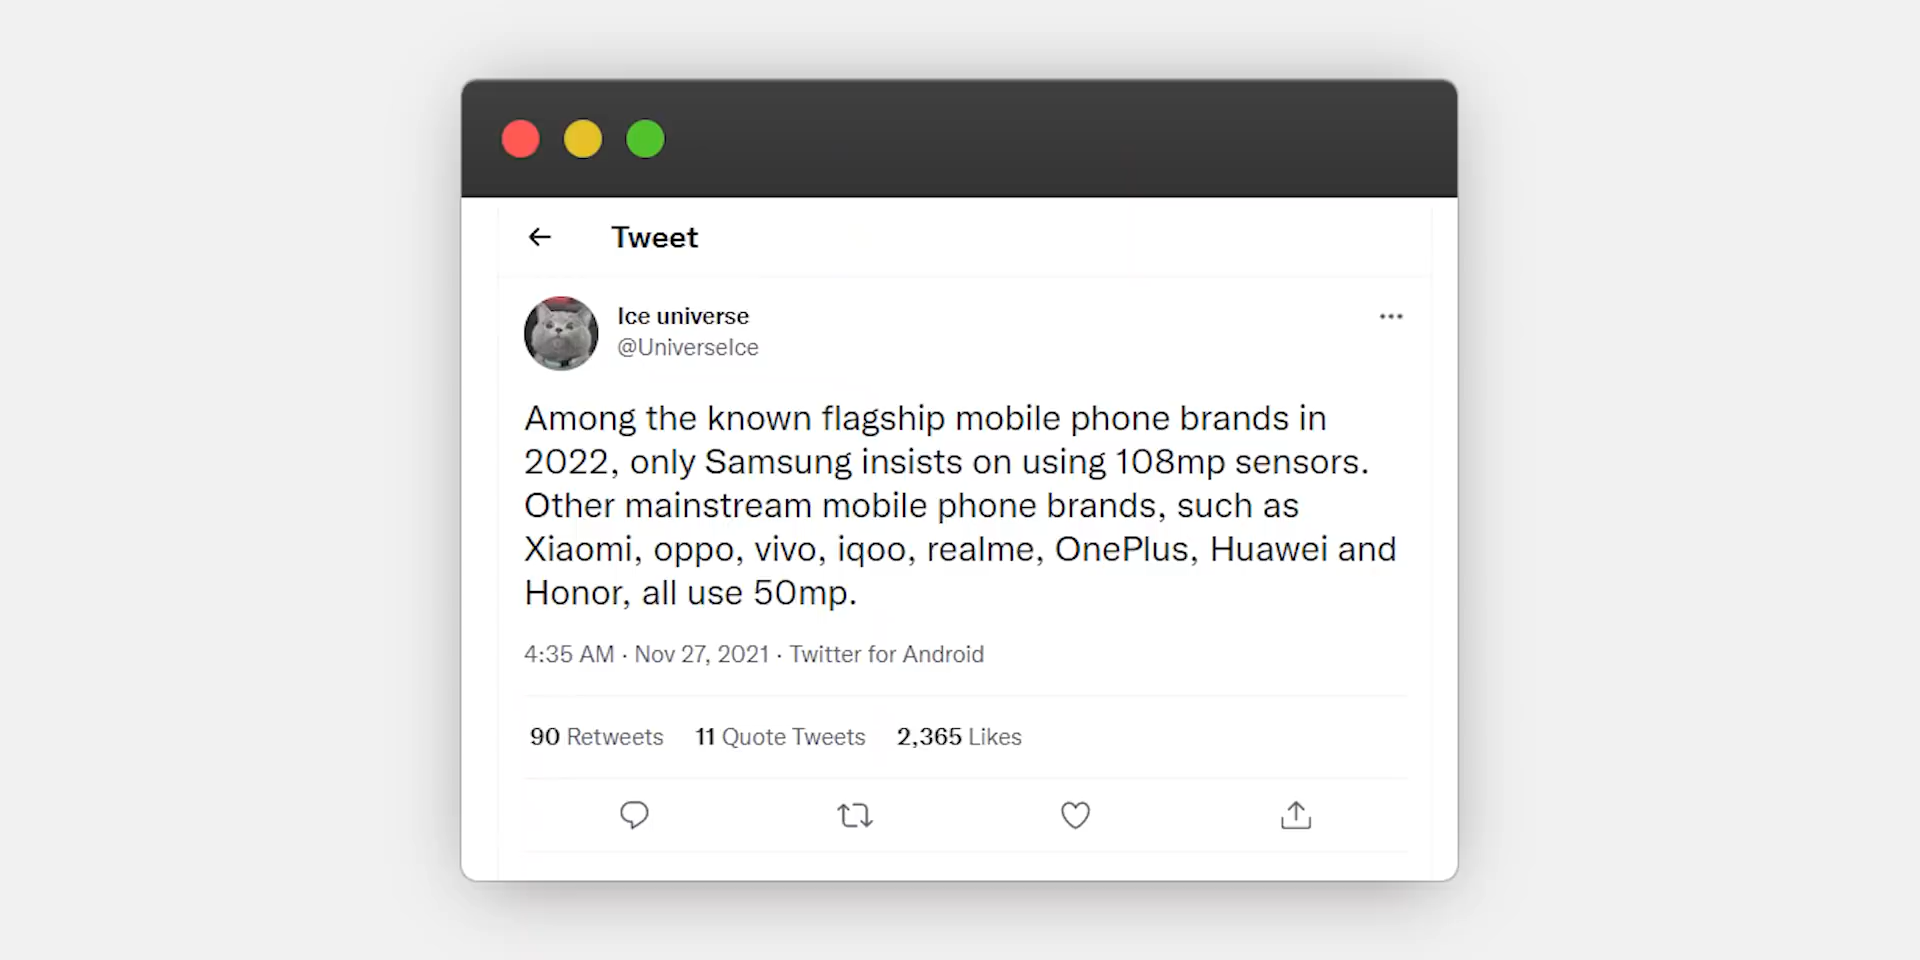 Tweet
Ice universe
@UniverseIce
Among the known flagship mobile phone brands in
2022, only Samsung insists on using 108mp sensors.
Other mainstream mobile phone brands, such as
Xiaomi, oppo, vivo, iqoo, realme, OnePlus, Huawei and
Honor, all use 50mp.
4:35 AM · Nov 27, 2021 · Twitter for Android
90 Retweets 11 Quote Tweets 2,365 Likes